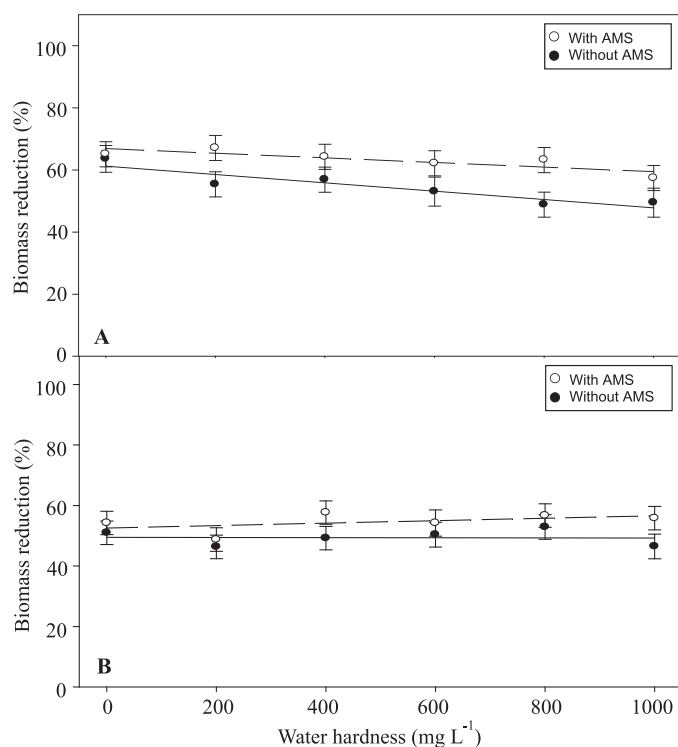 100
80
60
40
20
0
Biomass reduction (%)
With AMS
Without AMS
A
100
80
60
40
20
0
Biomass reduction (%)
With AMS
Without AMS
B
0 200 400 600 800 1000
Water hardness (mg L⁻¹)